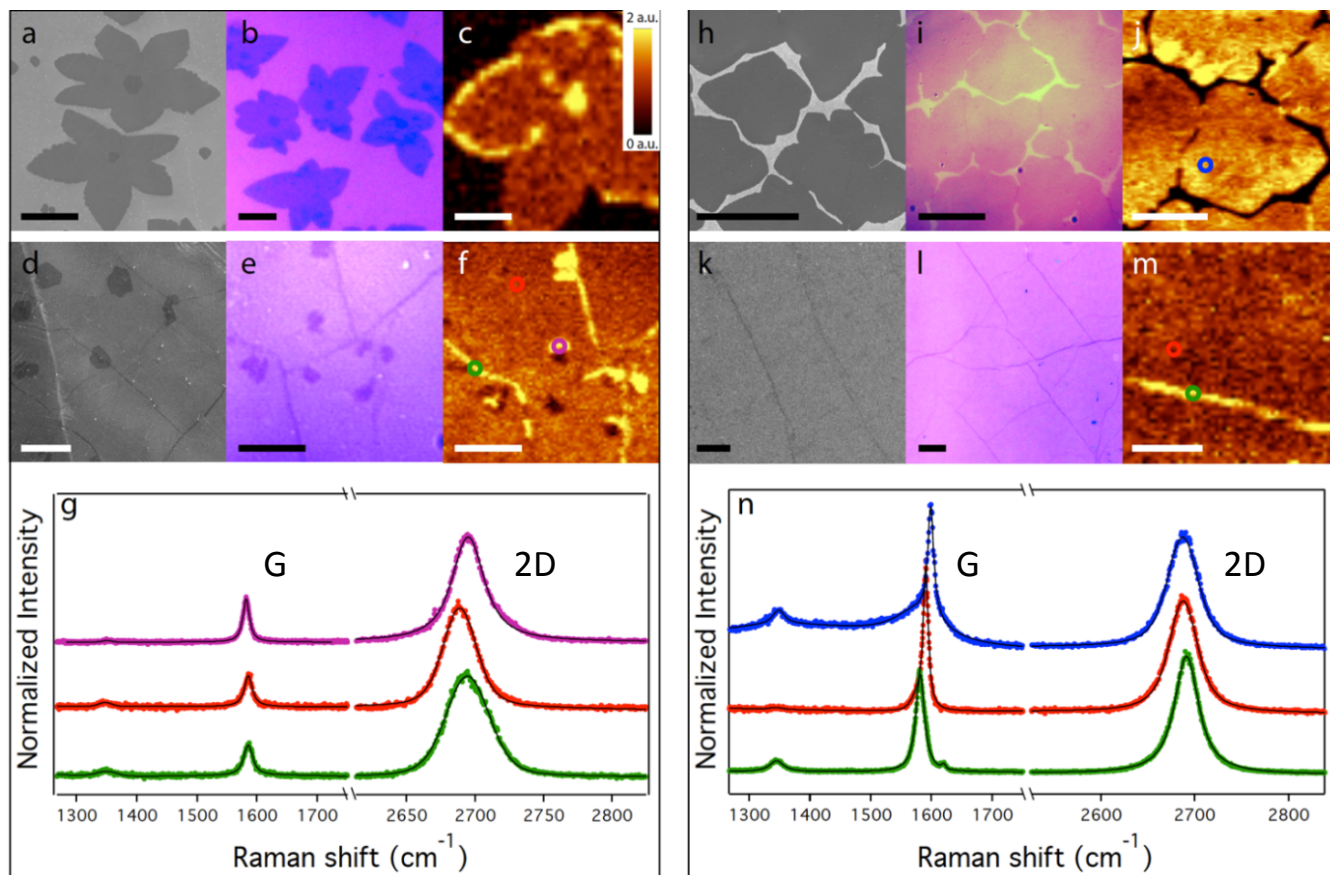 a
b
c
2 a.u.
0 a.u.
d
e
f
g
G
2D
Normalized Intensity
1300 1400 1500 1600 1700 2650 2700 2750 2800
Raman shift (cm⁻¹)
h
i
j
k
l
m
n
G
2D
Normalized Intensity
1300 1400 1500 1600 1700 2600 2700 2800
Raman shift (cm⁻¹)